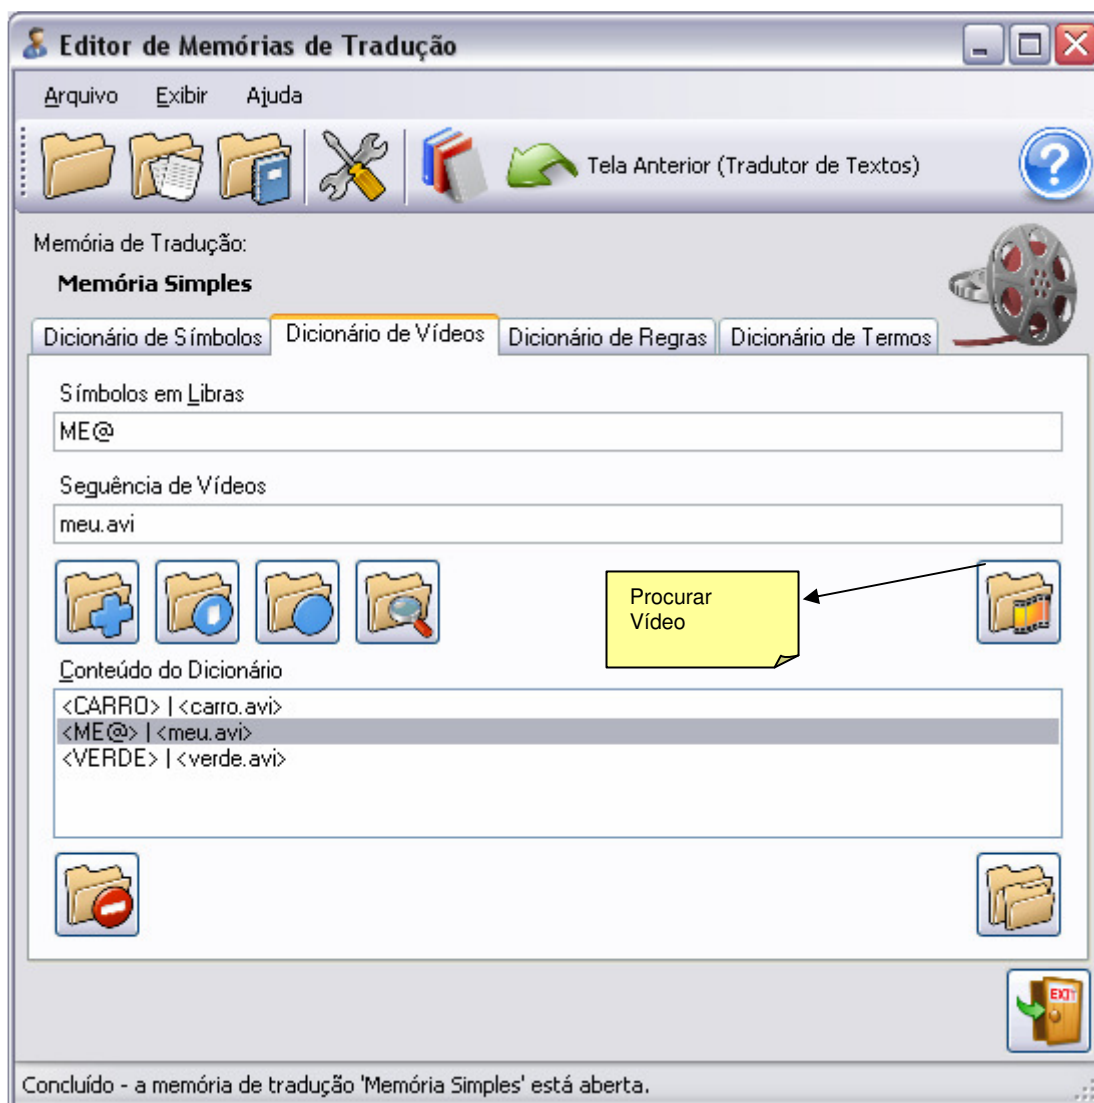 Editor de Memórias de Tradução
Arquivo Exibir Ajuda
Tela Anterior (Tradutor de Textos)
Memória de Tradução:
Memória Simples
Dicionário de Símbolos Dicionário de Vídeos Dicionário de Regras Dicionário de Termos
Símbolos em Libras
ME@
Seguência de Vídeos
meu.avi
Procurar
Vídeo
Conteúdo do Dicionário
<CARRO> | <carro.avi>
<ME@> | <meu.avi>
<VERDE> | <verde.avi>
EXIT
Concluído - a memória de tradução 'Memória Simples' está aberta.